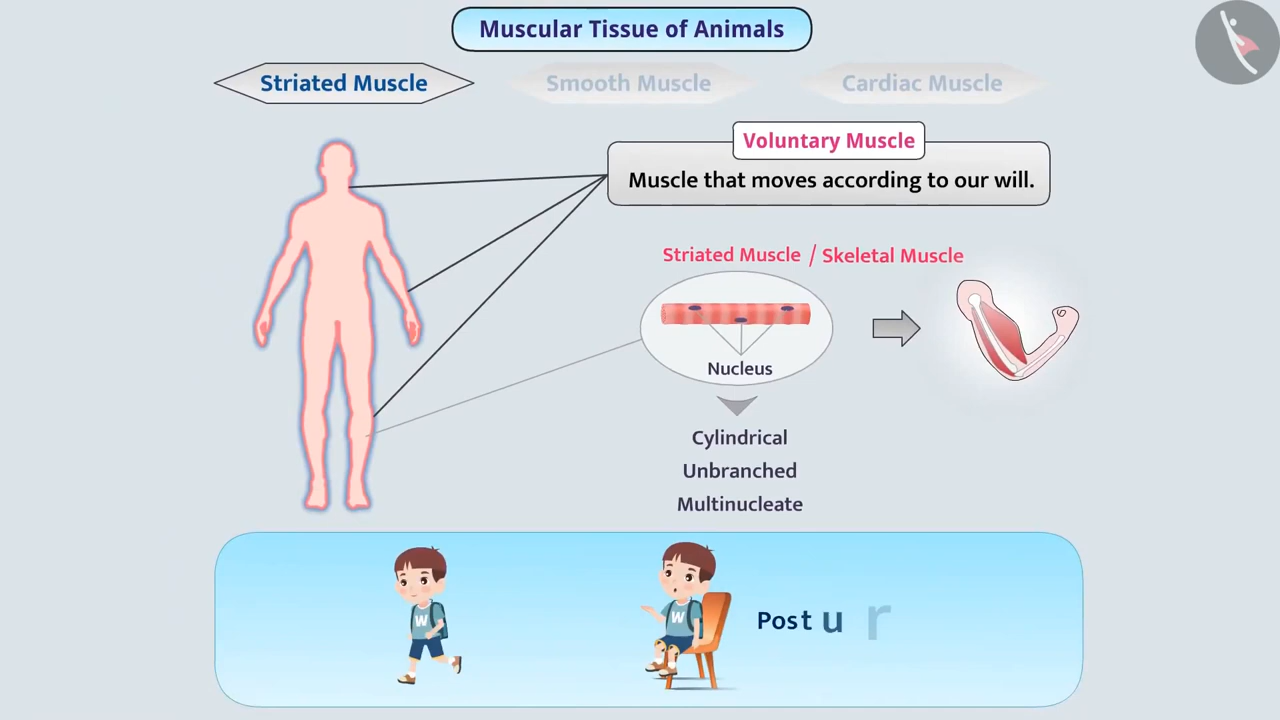 Muscular Tissue of Animals
Striated Muscle
Smooth Muscle
Cardiac Muscle
Voluntary Muscle
Muscle that moves according to our will.
Striated Muscle / Skeletal Muscle
Nucleus
Cylindrical
Unbranched
Multinucleate
W
W
Postur